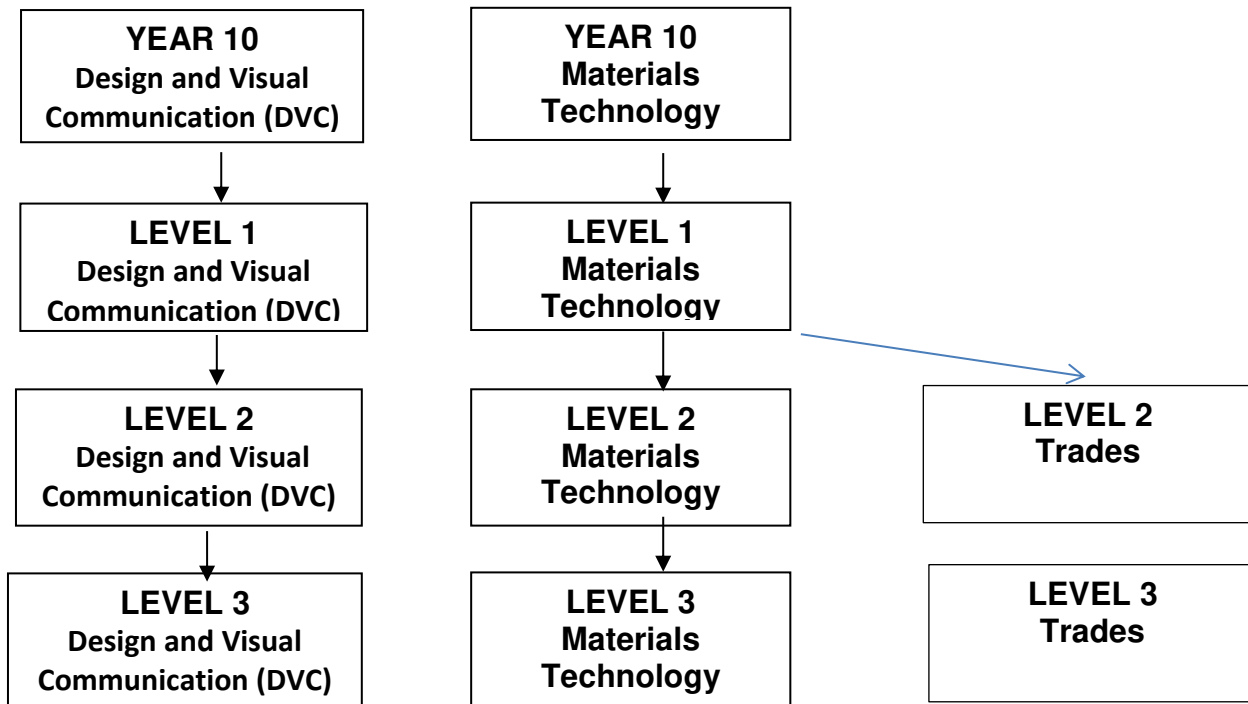 YEAR 10
Design and Visual
Communication (DVC)
YEAR 10
Materials
Technology
LEVEL 1
Design and Visual
Communication (DVC)
LEVEL 1
Materials
Technology
LEVEL 2
Design and Visual
Communication (DVC)
LEVEL 2
Materials
Technology
LEVEL 2
Trades
LEVEL 3
Design and Visual
Communication (DVC)
LEVEL 3
Materials
Technology
LEVEL 3
Trades